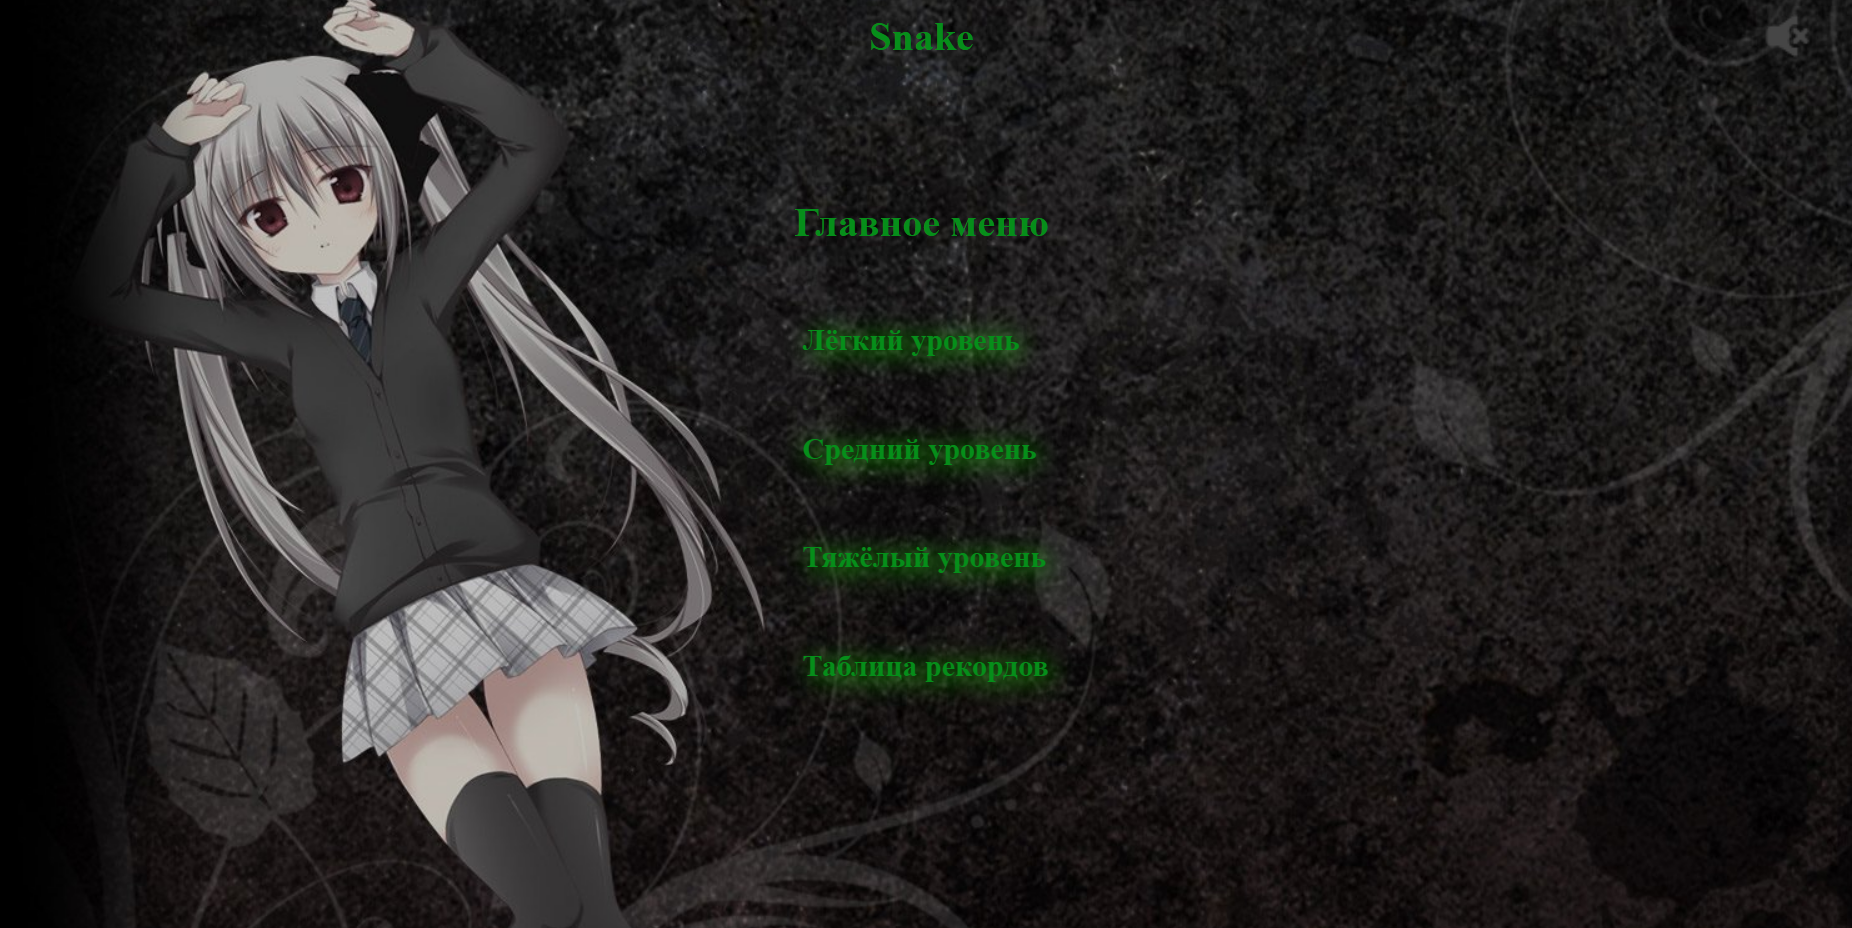 Snake
Главное меню
Лёгкий уровень
Средний уровень
Тяжёлый уровень
Таблица рекордов